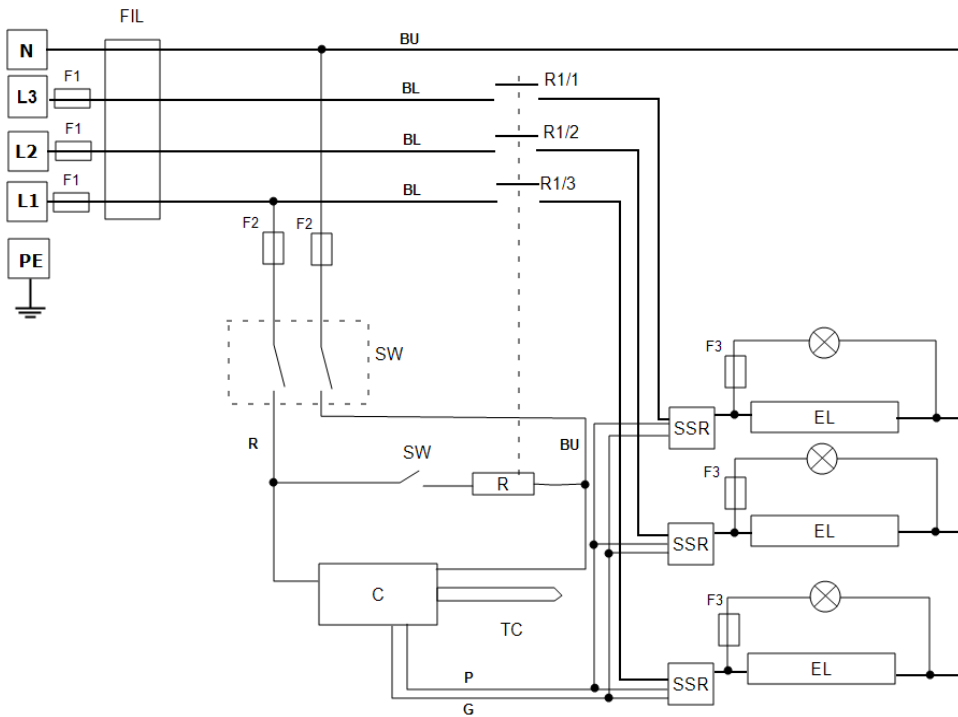 FIL
N
BU
L3
F1
BL
R1/1
F1
L2
BL
R1/2
F1
L1
BL
R1/3
F2
F2
PE
SW
F3
EL
SSR
R
SW
BU
R
F3
EL
SSR
C
TC
F3
EL
SSR
P
G